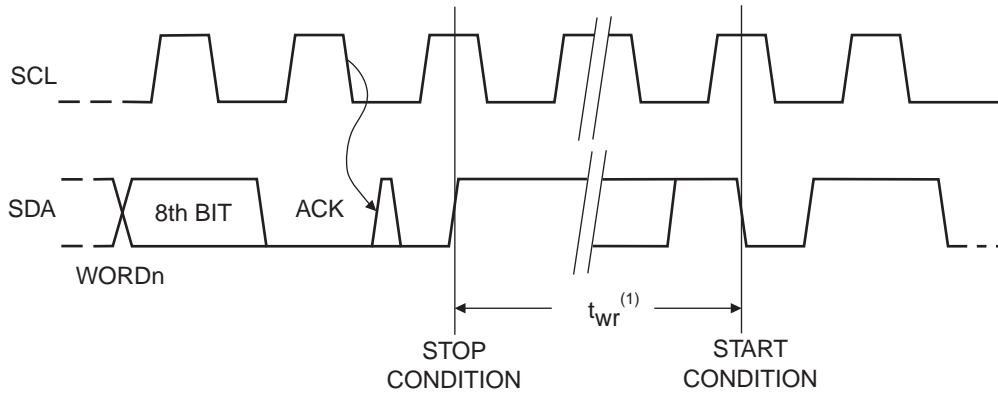 SCL
SDA
8th BIT
ACK
WORDn
twr(1)
STOP
CONDITION
START
CONDITION